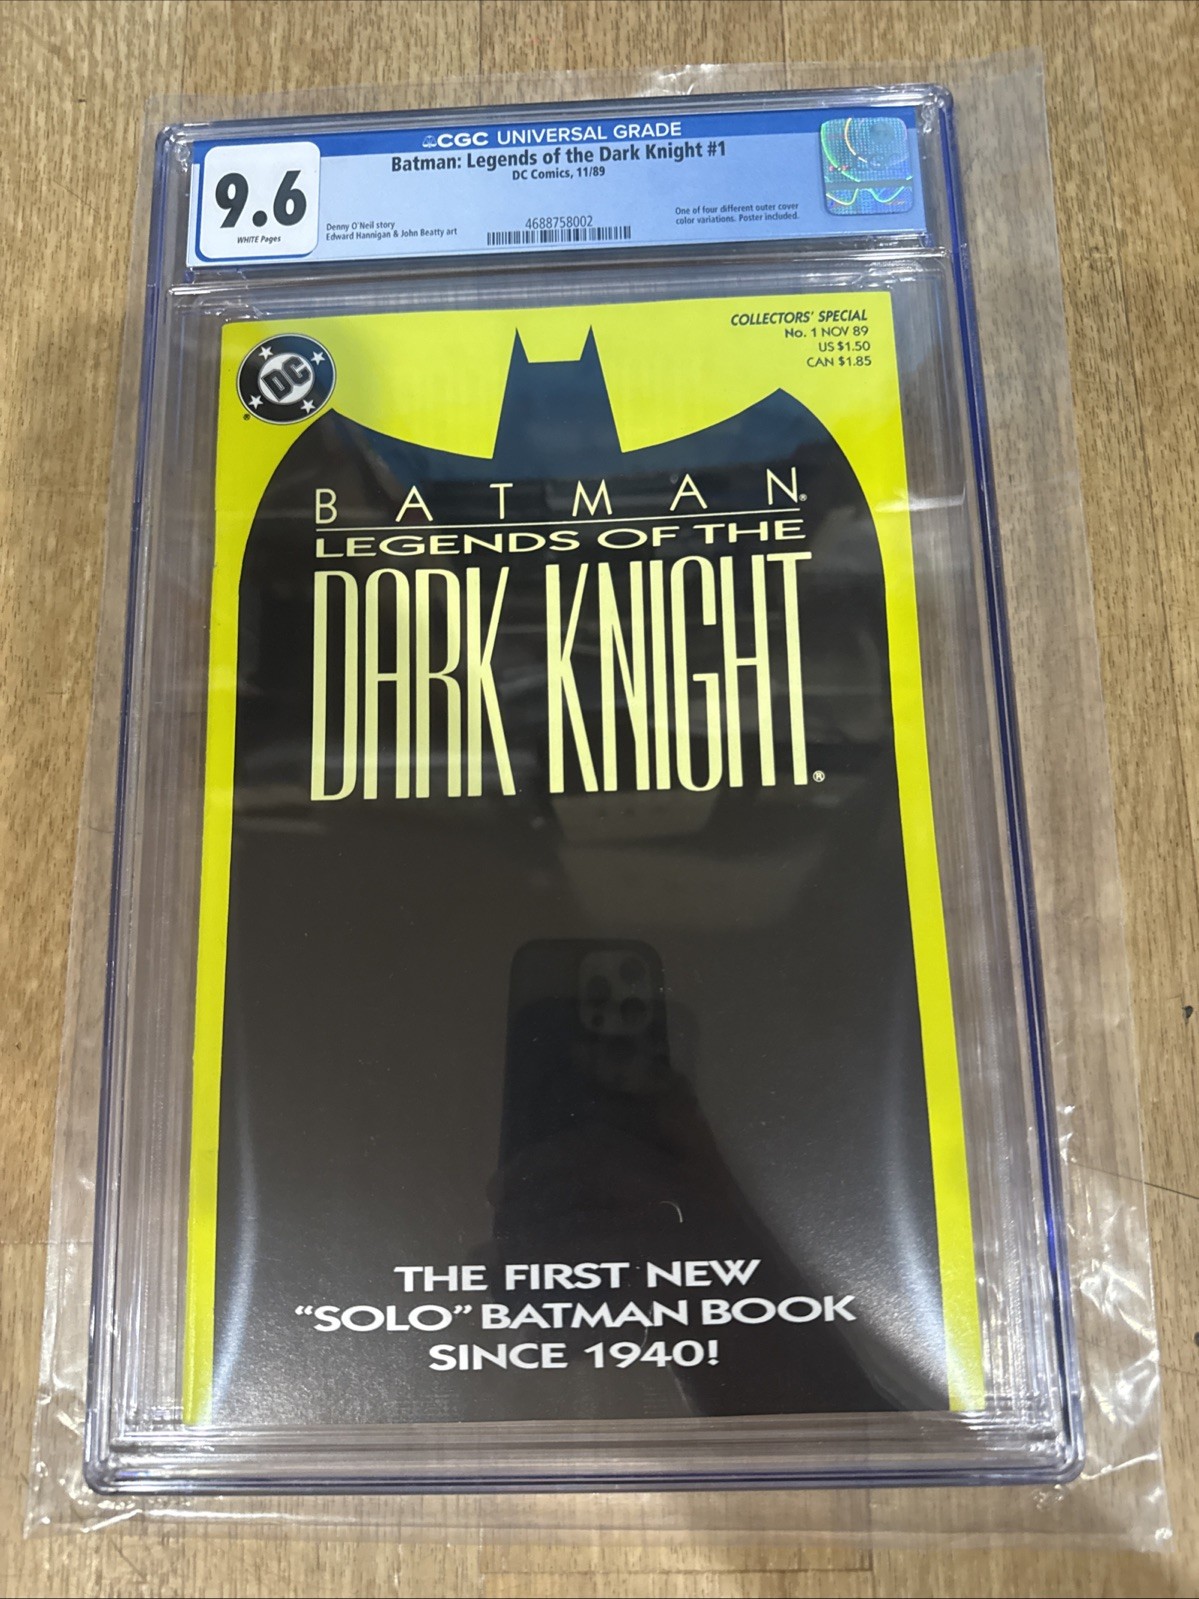 CGC UNIVERSAL GRADE
Batman: Legends of the Dark Knight #1
DC Comics, 11/89
9.6
WHITE Pages
Denny O'Neil story
Edward Hannigan & John Beatty art
4688758002
One of four different outer cover
color variations. Poster included.
COLLECTORS' SPECIAL
No. 1 NOV 89
US $1.50
CAN $1.85
DC
BATMAN®
LEGENDS OF THE
DARK KNIGHT®
THE FIRST NEW
“SOLO” BATMAN BOOK
SINCE 1940!